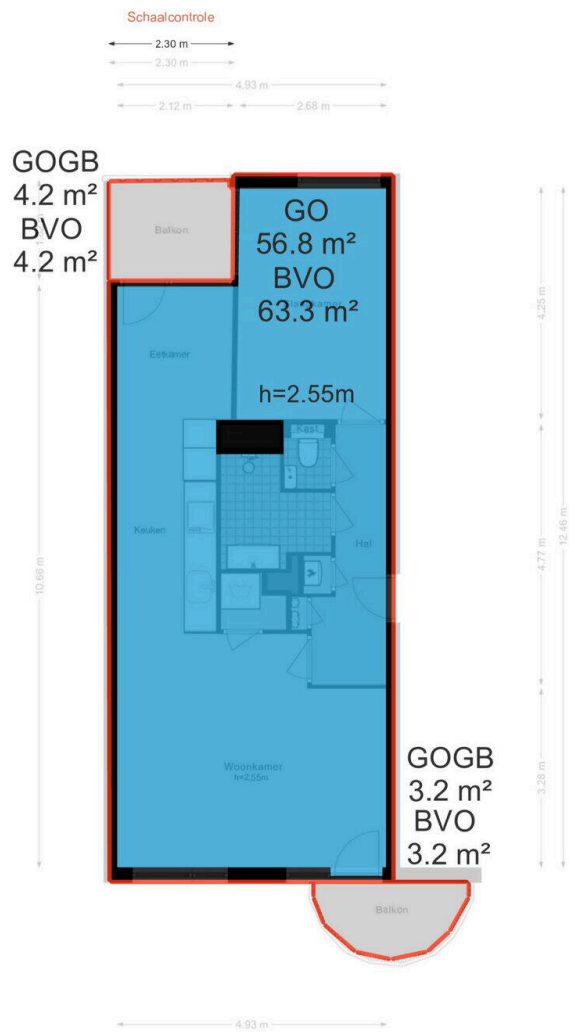 Schaalcontrole
2.30 m
2.30 m
4.93 m
2.12 m
2.68 m
GOGB
4.2 m²
BVO
4.2 m²
Balkon
GO
56.8 m²
BVO
63.3 m²
h=2.55m
4.25 m
Eetkamer
Kast
Keuken
Hal
10.66 m
4.77 m
12.46 m
Woonkamer
h=2,55m
GOGB
3.2 m²
BVO
3.2 m²
3.28 m
Balkon
4.93 m